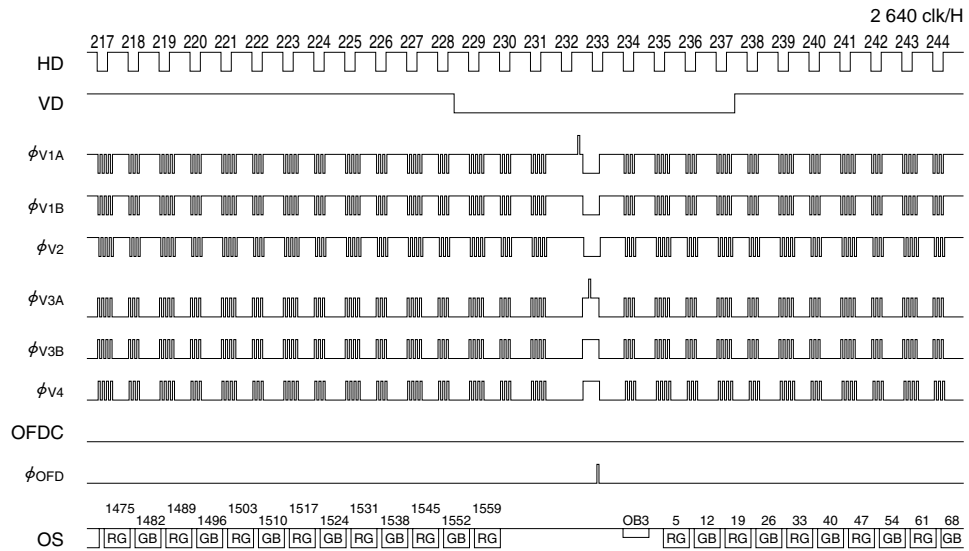 2 640 clk/H
217 218 219 220 221 222 223 224 225 226 227 228 229 230 231 232 233 234 235 236 237 238 239 240 241 242 243 244
HD
VD
ϕV1A
ϕV1B
ϕV2
ϕV3A
ϕV3B
ϕV4
OFDC
ϕOFD
1475 1489 1503 1517 1531 1545 1559
1482 1496 1510 1524 1538 1552 OB3 5 12 19 26 33 40 47 54 61 68
OS RG GB RG GB RG GB RG GB RG GB RG GB RG RG GB RG GB RG GB RG GB RG GB